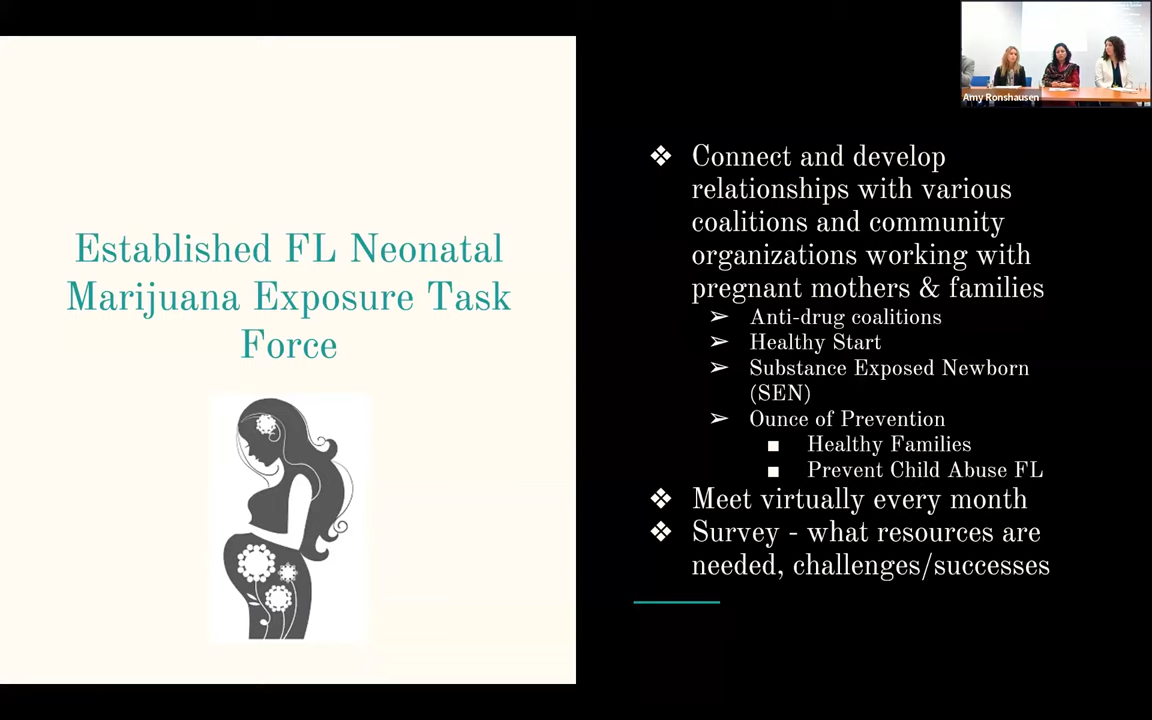 Established FL Neonatal
Marijuana Exposure Task
Force
Amy Ronshausen
❖ Connect and develop
relationships with various
coalitions and community
organizations working with
pregnant mothers & families
➢ Anti-drug coalitions
➢ Healthy Start
➢ Substance Exposed Newborn
(SEN)
➢ Ounce of Prevention
■ Healthy Families
■ Prevent Child Abuse FL
❖ Meet virtually every month
❖ Survey - what resources are
needed, challenges/successes